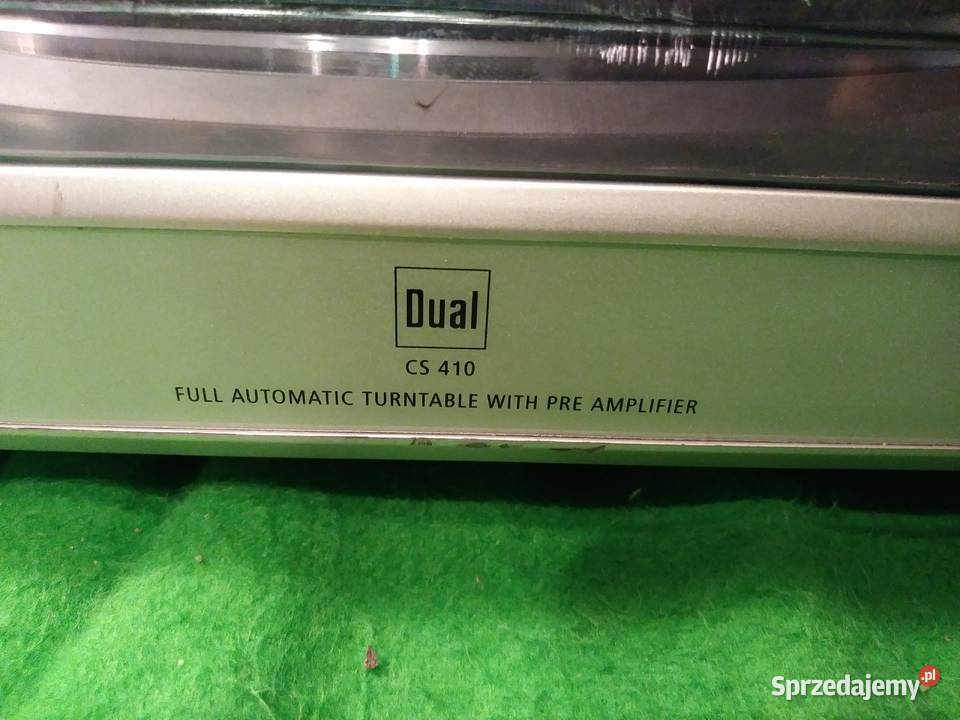 Dual
CS 410
FULL AUTOMATIC TURNTABLE WITH PRE AMPLIFIER
Sprzedajemy.pl